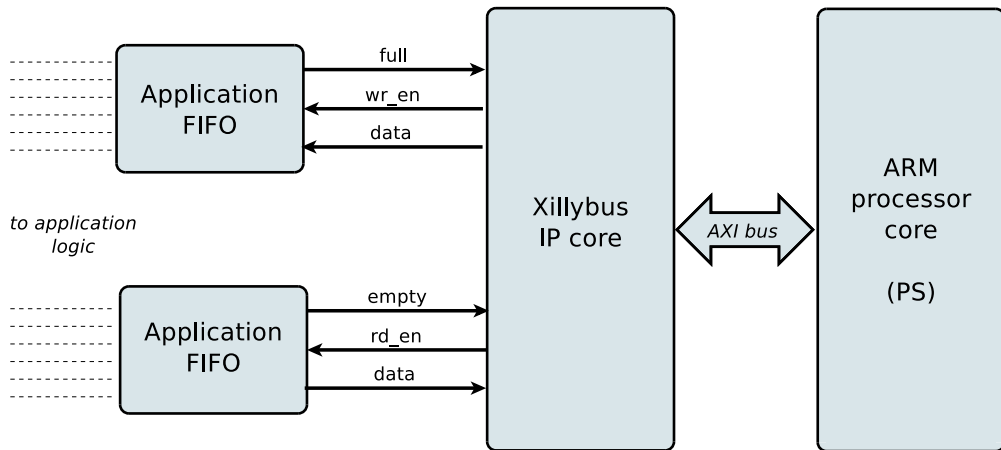 Application
FIFO
full
wr_en
data
to application
logic
Application
FIFO
empty
rd_en
data
Xillybus
IP core
AXI bus
ARM
processor
core
(PS)